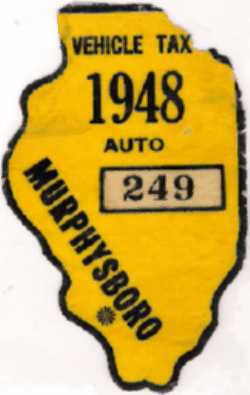 VEHICLE TAX
1948
AUTO
249
MURPHYSBORO